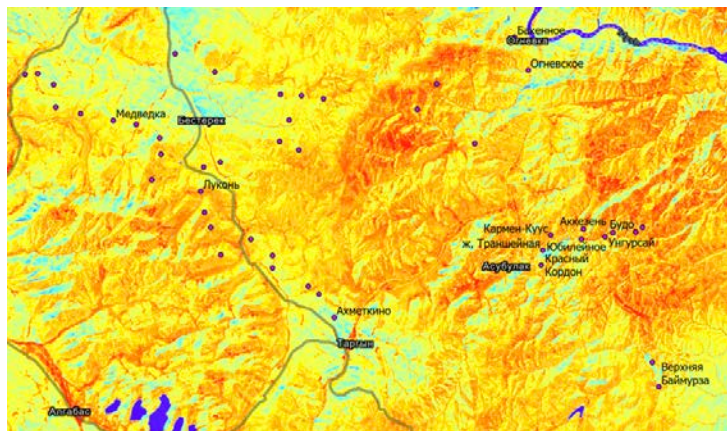 Бакенное
Огневка
Огневское
Медведка
Бестерек
Луконь
Аккезень
Будо
Кармен-Куус
ж. Траншейная
Юбилейное
Унгурсай
Красный
Кордон
Асубулак
Ахметкино
Таргын
Верхняя
Баймурза
Алгабас